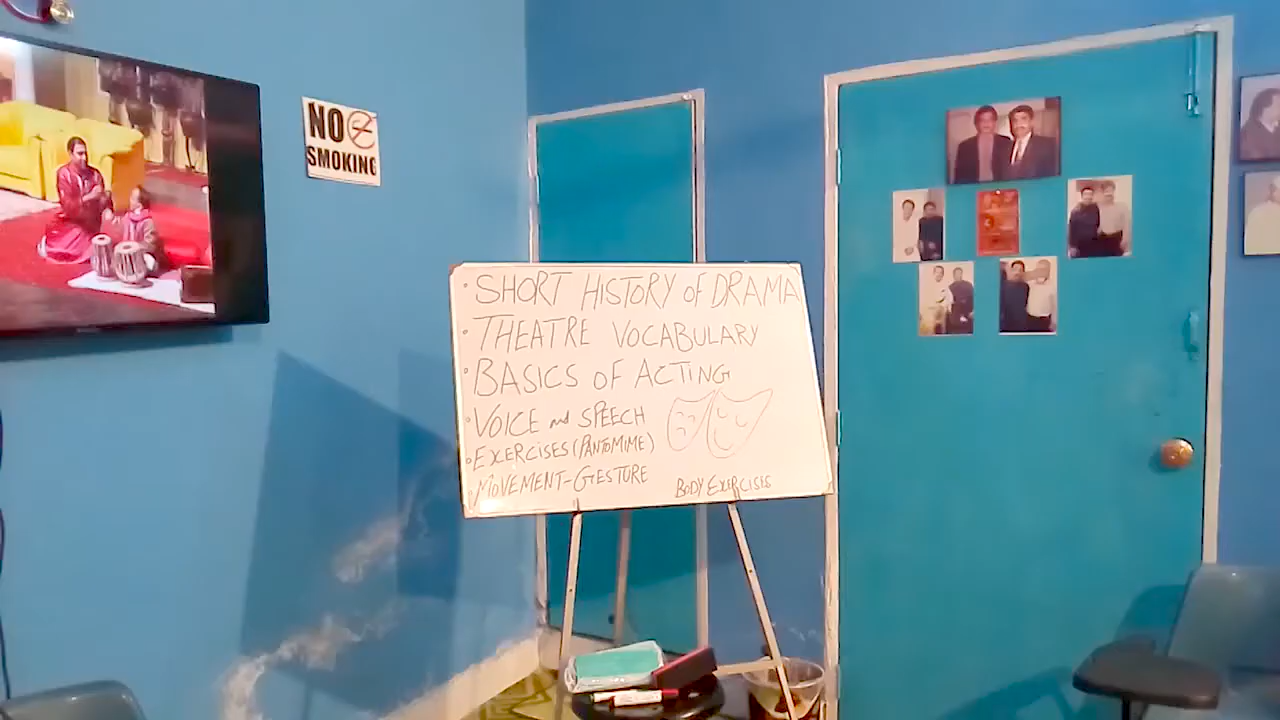 NO
SMOKING
• SHORT HISTORY OF DRAMA
• THEATRE VOCABULARY
• BASICS OF ACTING
• VOICE and SPEECH
• EXERCISES (PANTOMIME)
• MOVEMENT-GESTURE
BODY EXERCISES